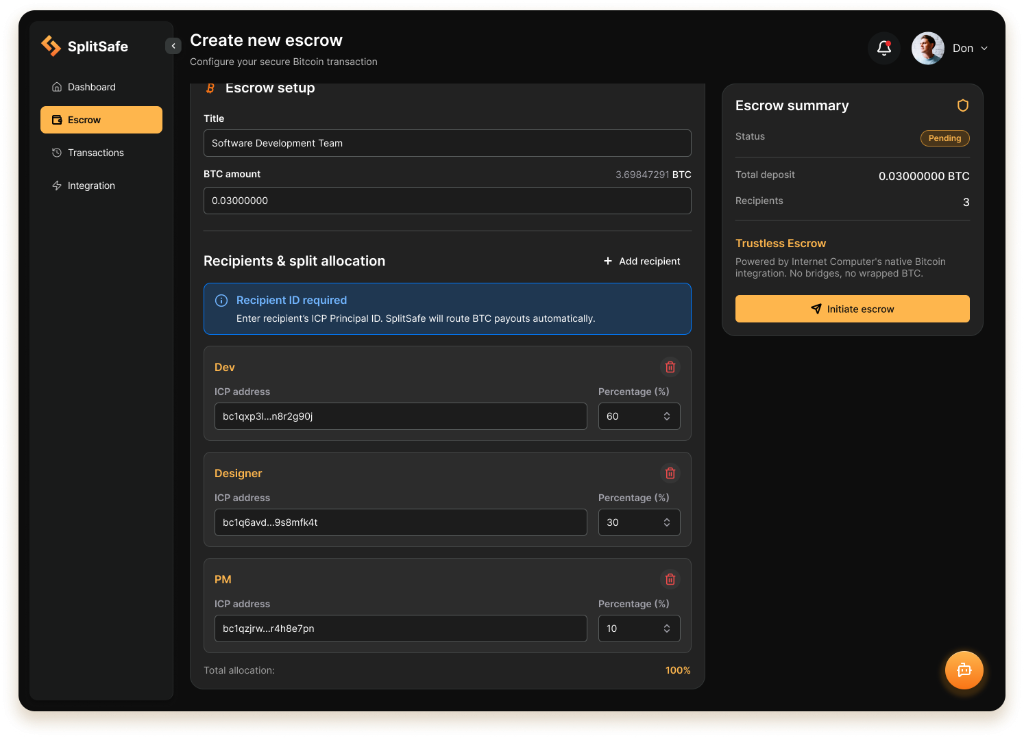 SplitSafe
Dashboard
Escrow
Transactions
Integration
Create new escrow
Configure your secure Bitcoin transaction
Don
Escrow setup
Title
Software Development Team
BTC amount
3.69847291 BTC
0.03000000
Recipients & split allocation
+ Add recipient
Recipient ID required
Enter recipient's ICP Principal ID. SplitSafe will route BTC payouts automatically.
Dev
ICP address
Percentage (%)
bc1qxp3l...n8r2g90j
60
Designer
ICP address
Percentage (%)
bc1q6avd...9s8mfk4t
30
PM
ICP address
Percentage (%)
bc1qzjrw...r4h8e7pn
10
Total allocation:
100%
Escrow summary
Status
Pending
Total deposit
0.03000000 BTC
Recipients
3
Trustless Escrow
Powered by Internet Computer's native Bitcoin
integration. No bridges, no wrapped BTC.
Initiate escrow